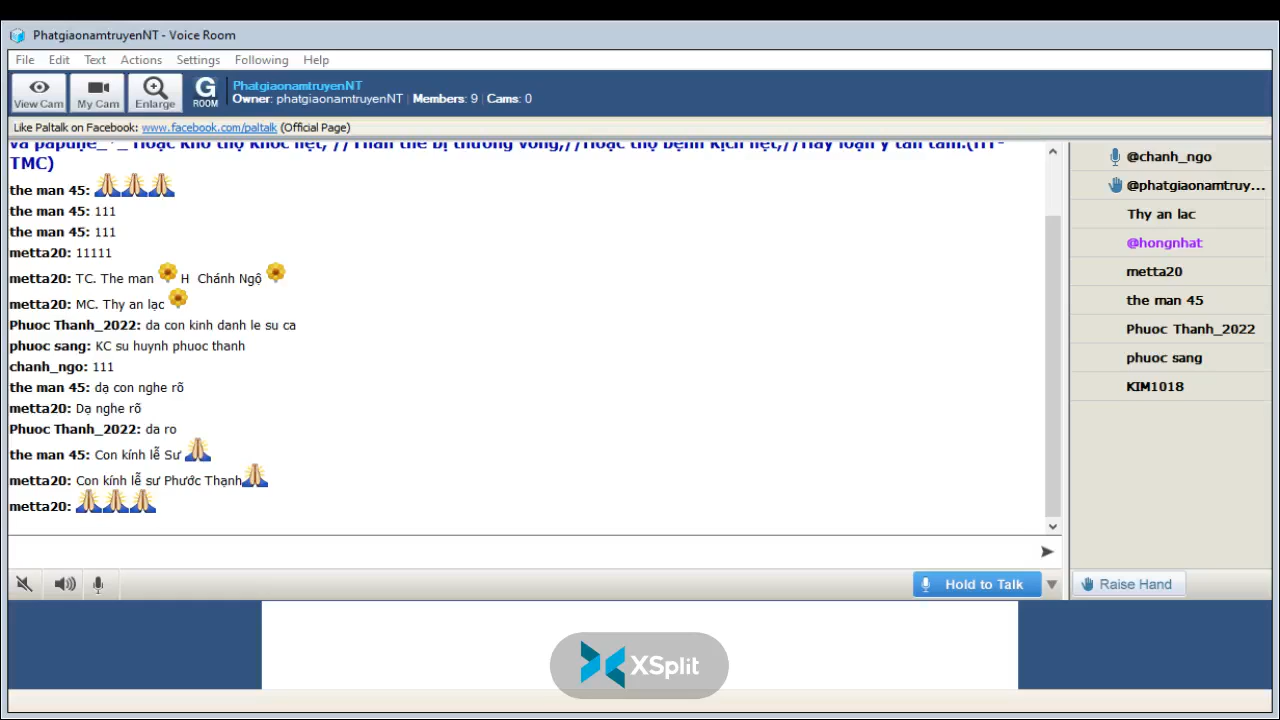 PhatgiaonamtruyenNT - Voice Room
File Edit Text Actions Settings Following Help
View Cam My Cam Enlarge G ROOM
PhatgiaonamtruyenNT
Owner: phatgiaonamtruyenNT | Members: 9 | Cams: 0
Like Paltalk on Facebook: www.facebook.com/paltalk (Official Page)
TMC)
the man 45:
the man 45: 111
the man 45: 111
metta20: 11111
metta20: TC. The man H Chánh Ngộ
metta20: MC. Thy an lạc
Phuoc Thanh_2022: da con kinh danh le su ca
phuoc sang: KC su huynh phuoc thanh
chanh_ngo: 111
the man 45: dạ con nghe rõ
metta20: Dạ nghe rõ
Phuoc Thanh_2022: da ro
the man 45: Con kính lễ Sư
metta20: Con kính lễ sư Phước Thạnh
metta20:
@chanh_ngo
@phatgiaonamtruy...
Thy an lac
@hongnhat
metta20
the man 45
Phuoc Thanh_2022
phuoc sang
KIM1018
Hold to Talk
Raise Hand
XSplit